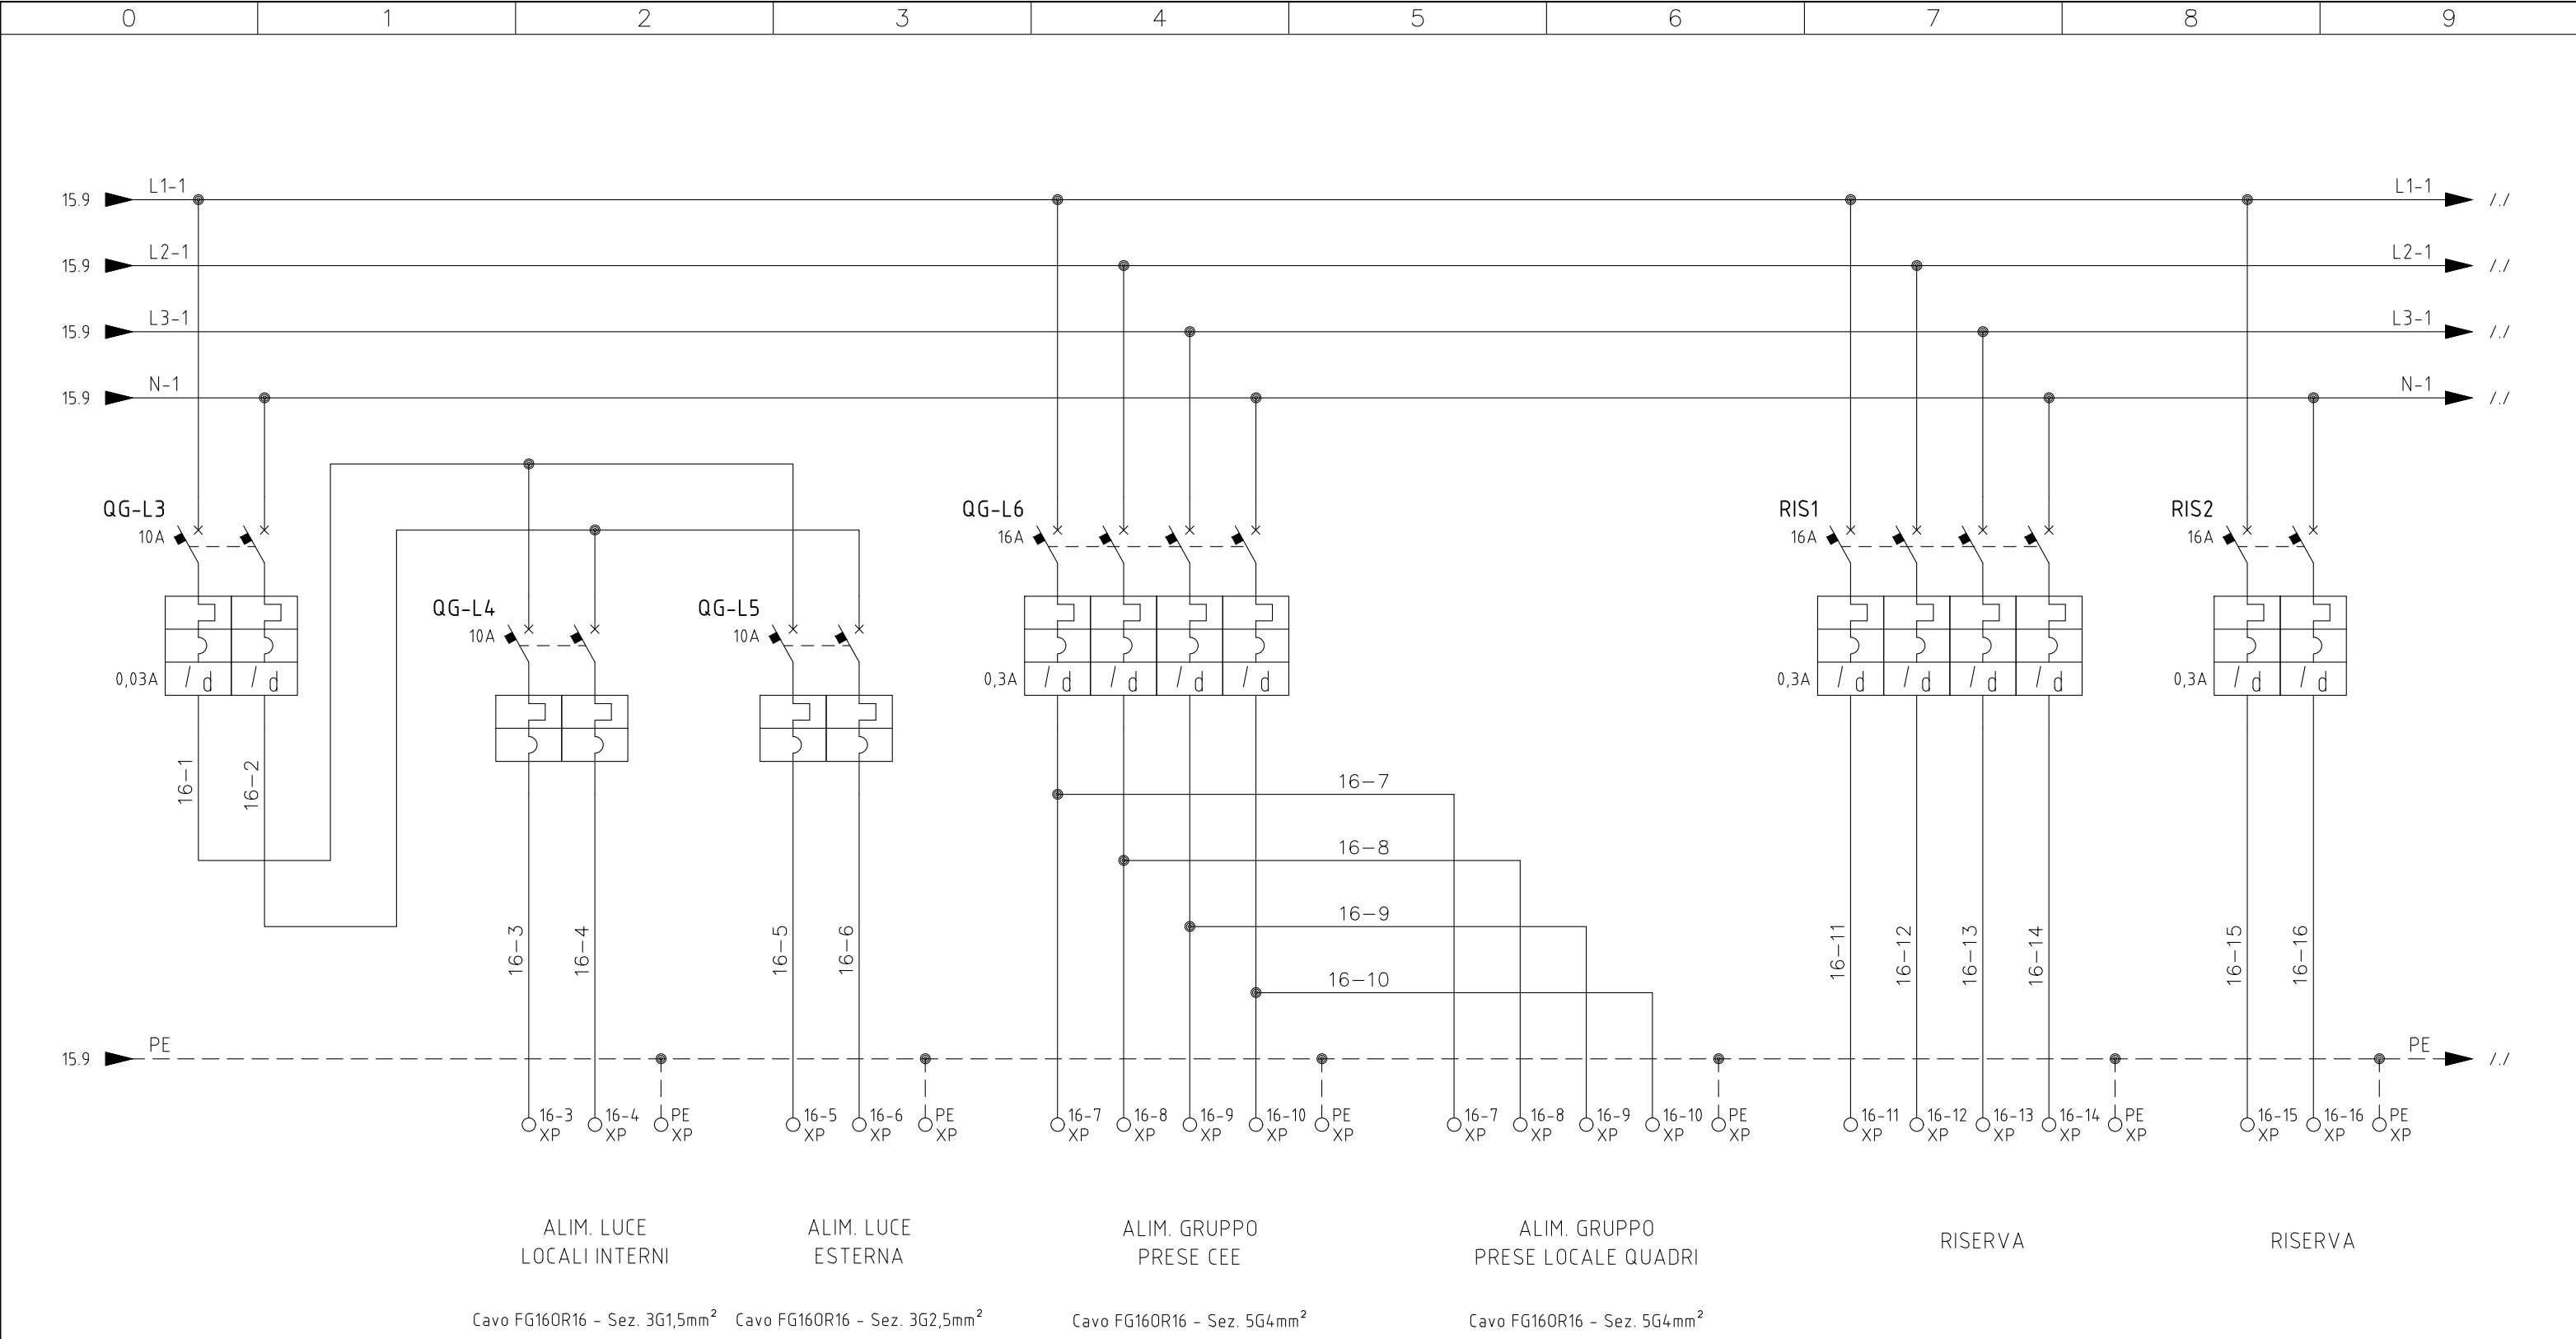 0 1 2 3 4 5 6 7 8 9
15.9 L1-1 L1-1 /./
15.9 L2-1 L2-1 /./
15.9 L3-1 L3-1 /./
15.9 N-1 N-1 /./
QG-L3 QG-L6 RIS1 RIS2
10A 16A 16A 16A
QG-L4 QG-L5
10A 10A
0,03A / d / d 0,3A / d / d / d / d 0,3A / d / d / d / d 0,3A / d / d
16-1 16-2
16-7
16-8
16-9
16-3 16-4 16-5 16-6 16-11 16-12 16-13 16-14 16-15 16-16
16-10
15.9 PE PE /./
16-3 16-4 PE 16-5 16-6 PE 16-7 16-8 16-9 16-10 PE 16-7 16-8 16-9 16-10 PE 16-11 16-12 16-13 16-14 PE 16-15 16-16 PE
XP XP XP XP XP XP XP XP XP XP XP XP XP XP XP XP XP XP XP XP XP XP XP XP
ALIM. LUCE
LOCALI INTERNI
ALIM. LUCE
ESTERNA
ALIM. GRUPPO
PRESE CEE
ALIM. GRUPPO
PRESE LOCALE QUADRI
RISERVA
RISERVA
Cavo FG16OR16 - Sez. 3G1,5mm²
Cavo FG16OR16 - Sez. 3G2,5mm²
Cavo FG16OR16 - Sez. 5G4mm²
Cavo FG16OR16 - Sez. 5G4mm²